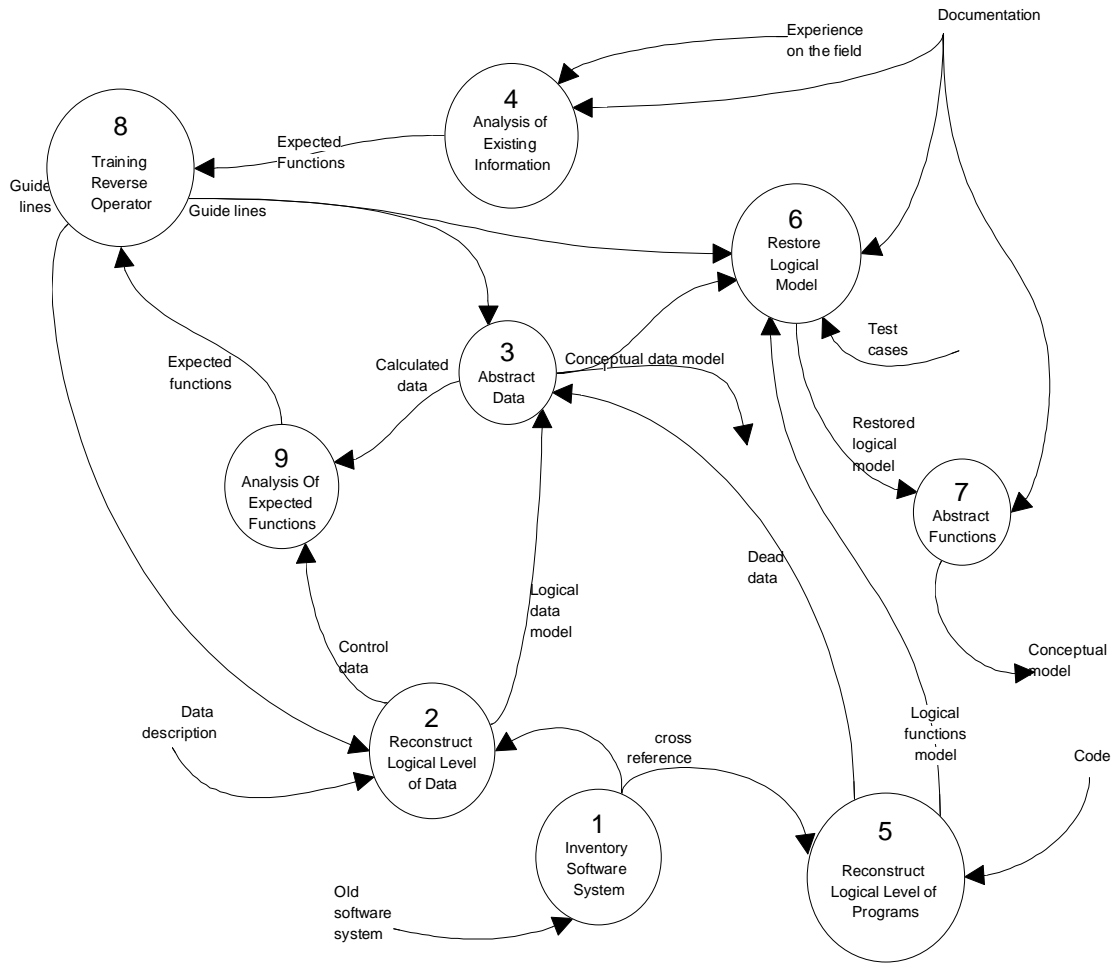 Documentation
Experience
on the field
4
Analysis of
Existing
Information
8
Training
Reverse
Operator
Expected
Functions
Guide
lines
Guide lines
6
Restore
Logical
Model
Test
cases
3
Abstract
Data
Conceptual data model
Calculated
data
Expected
functions
9
Analysis Of
Expected
Functions
Restored
logical
model
7
Abstract
Functions
Dead
data
Logical
data
model
Control
data
Conceptual
model
2
Reconstruct
Logical Level
of Data
Data
description
cross
reference
Logical
functions
model
Code
1
Inventory
Software
System
5
Reconstruct
Logical Level of
Programs
Old
software
system